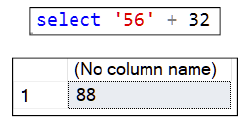 select '56' + 32
(No column name)
1 88